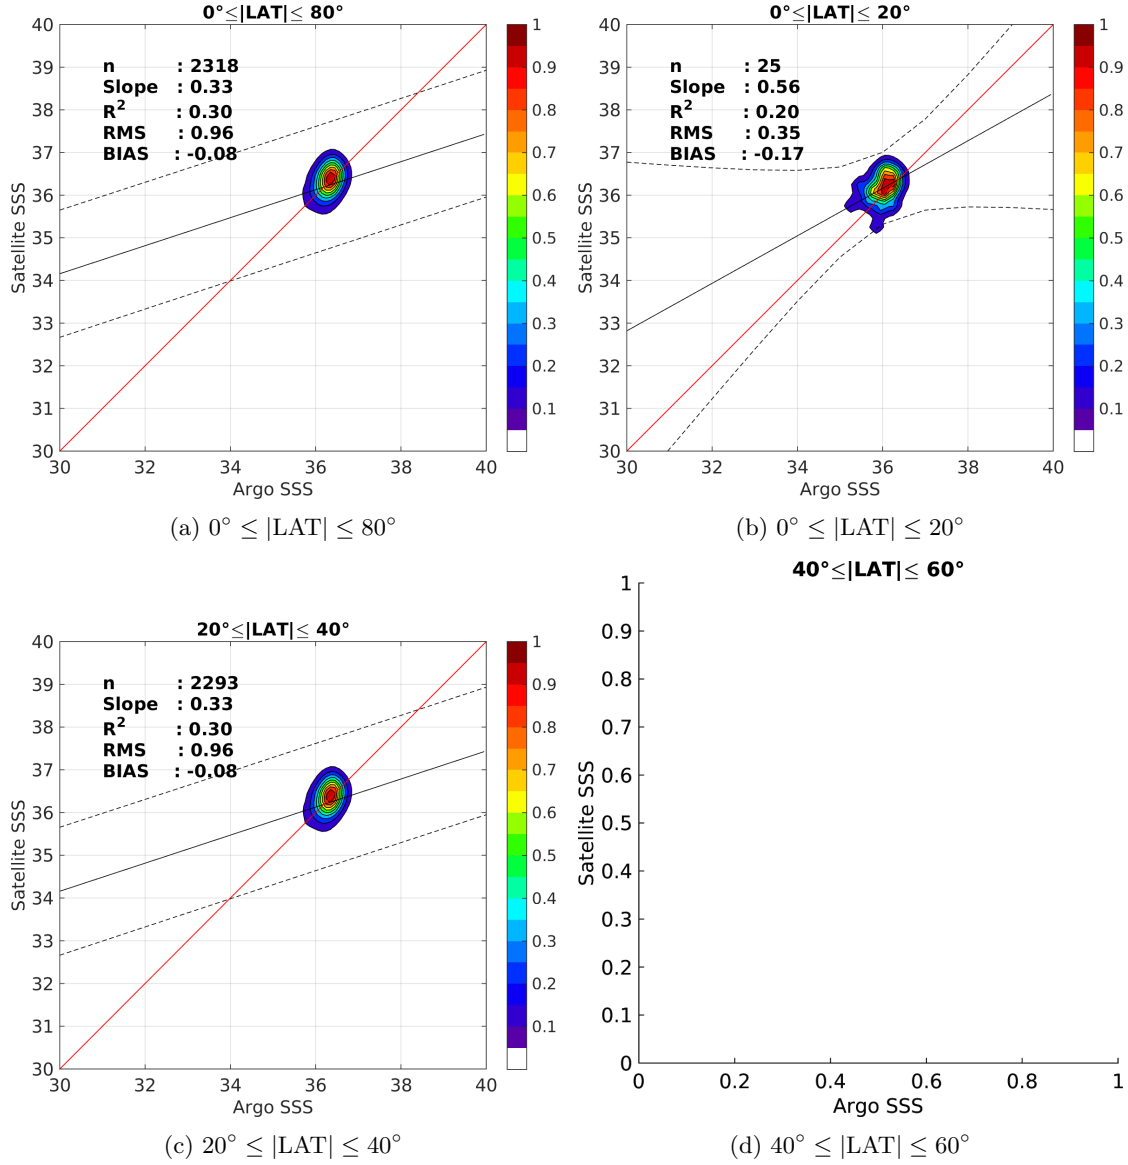 0°≤|LAT|≤ 80°
n : 2318
Slope : 0.33
R² : 0.30
RMS : 0.96
BIAS : -0.08
40
39
38
37
36
35
34
33
32
31
30
30 32 34 36 38 40
Satellite SSS
Argo SSS
1
0.9
0.8
0.7
0.6
0.5
0.4
0.3
0.2
0.1
(a) 0° ≤ |LAT| ≤ 80°
0°≤|LAT|≤ 20°
n : 25
Slope : 0.56
R² : 0.20
RMS : 0.35
BIAS : -0.17
40
39
38
37
36
35
34
33
32
31
30
30 32 34 36 38 40
Satellite SSS
Argo SSS
1
0.9
0.8
0.7
0.6
0.5
0.4
0.3
0.2
0.1
(b) 0° ≤ |LAT| ≤ 20°
20°≤|LAT|≤ 40°
n : 2293
Slope : 0.33
R² : 0.30
RMS : 0.96
BIAS : -0.08
40
39
38
37
36
35
34
33
32
31
30
30 32 34 36 38 40
Satellite SSS
Argo SSS
1
0.9
0.8
0.7
0.6
0.5
0.4
0.3
0.2
0.1
(c) 20° ≤ |LAT| ≤ 40°
40°≤|LAT|≤ 60°
1
0.9
0.8
0.7
0.6
0.5
0.4
0.3
0.2
0.1
0
0 0.2 0.4 0.6 0.8 1
Satellite SSS
Argo SSS
(d) 40° ≤ |LAT| ≤ 60°